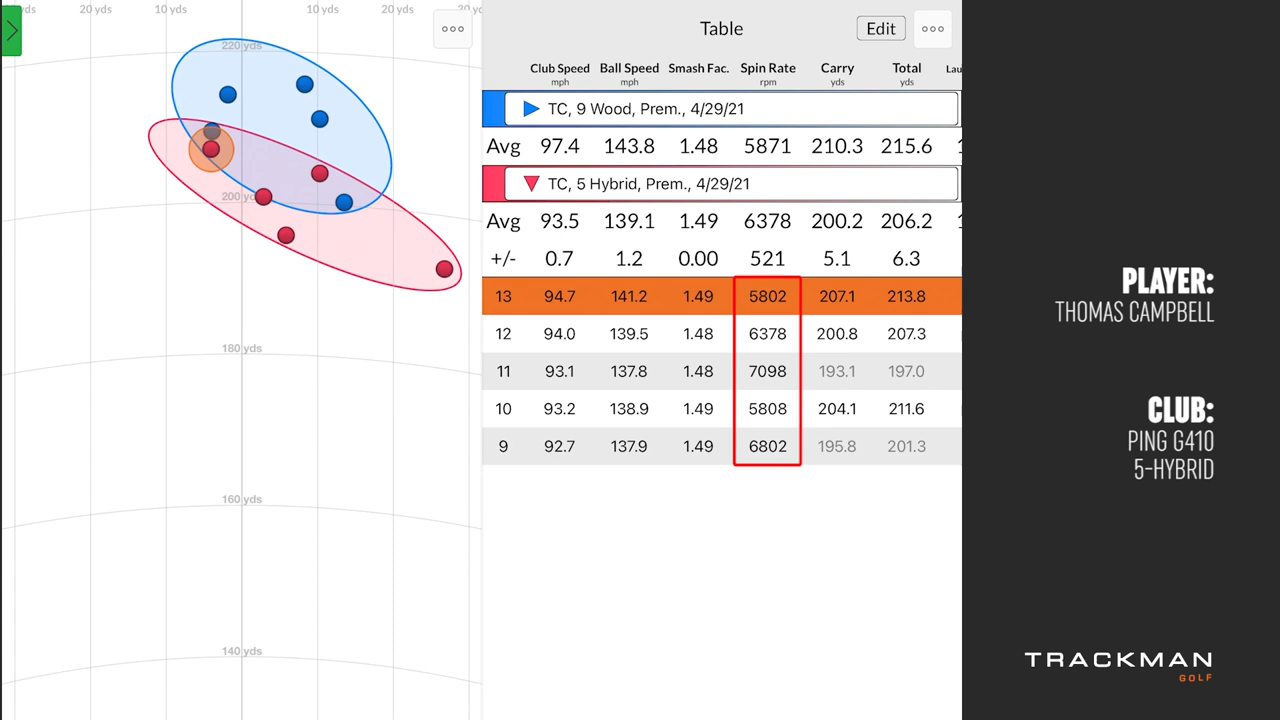 yds 20 yds 10 yds 10 yds 20 yds
220 yds
200 yds
180 yds
160 yds
140 yds
Table Edit
Club Speed Ball Speed Smash Fac. Spin Rate Carry Total Lau
mph mph rpm yds yds
TC, 9 Wood, Prem., 4/29/21
Avg 97.4 143.8 1.48 5871 210.3 215.6
TC, 5 Hybrid, Prem., 4/29/21
Avg 93.5 139.1 1.49 6378 200.2 206.2
+/- 0.7 1.2 0.00 521 5.1 6.3
13 94.7 141.2 1.49 5802 207.1 213.8
12 94.0 139.5 1.48 6378 200.8 207.3
11 93.1 137.8 1.48 7098 193.1 197.0
10 93.2 138.9 1.49 5808 204.1 211.6
9 92.7 137.9 1.49 6802 195.8 201.3
PLAYER:
THOMAS CAMPBELL
CLUB:
PING G410
5-HYBRID
TRACKMAN
GOLF